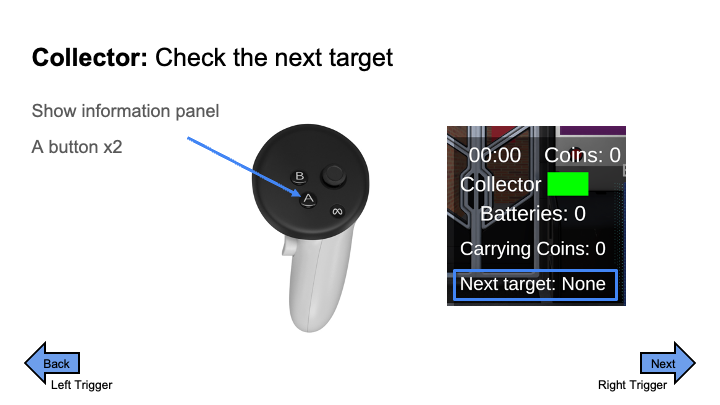 Collector: Check the next target
Show information panel
A button x2
B
A
00:00 Coins: 0
Collector
Batteries: 0
Carrying Coins: 0
Next target: None
Back
Left Trigger
Next
Right Trigger